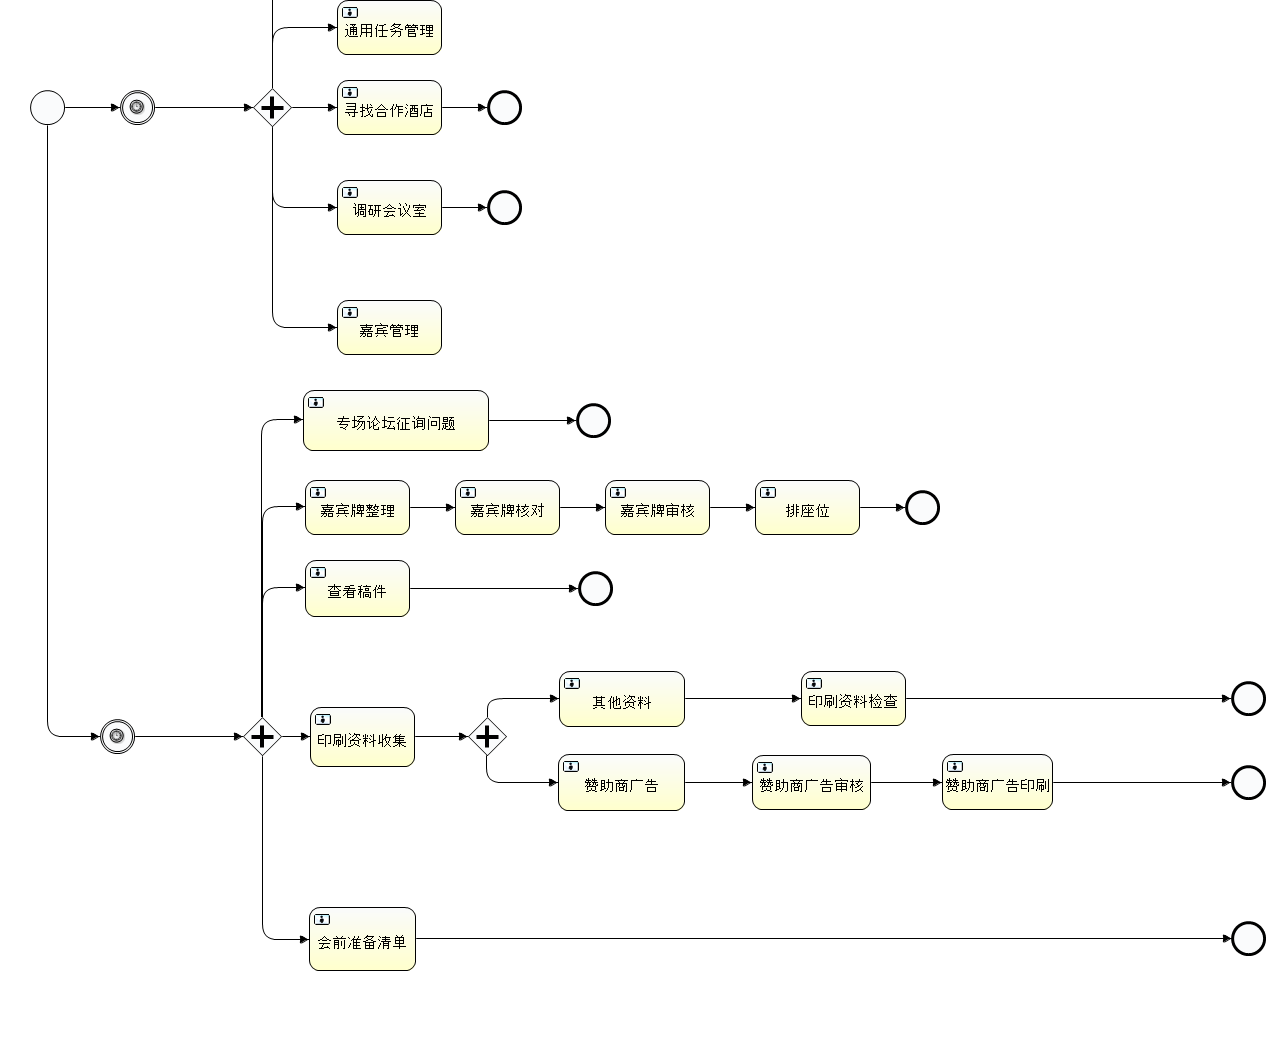 通用任务管理
寻找合作酒店
调研会议室
嘉宾管理
专场论坛征询问题
嘉宾牌整理
嘉宾牌核对
嘉宾牌审核
排座位
查看稿件
印刷资料收集
其他资料
印刷资料检查
赞助商广告
赞助商广告审核
赞助商广告印刷
会前准备清单